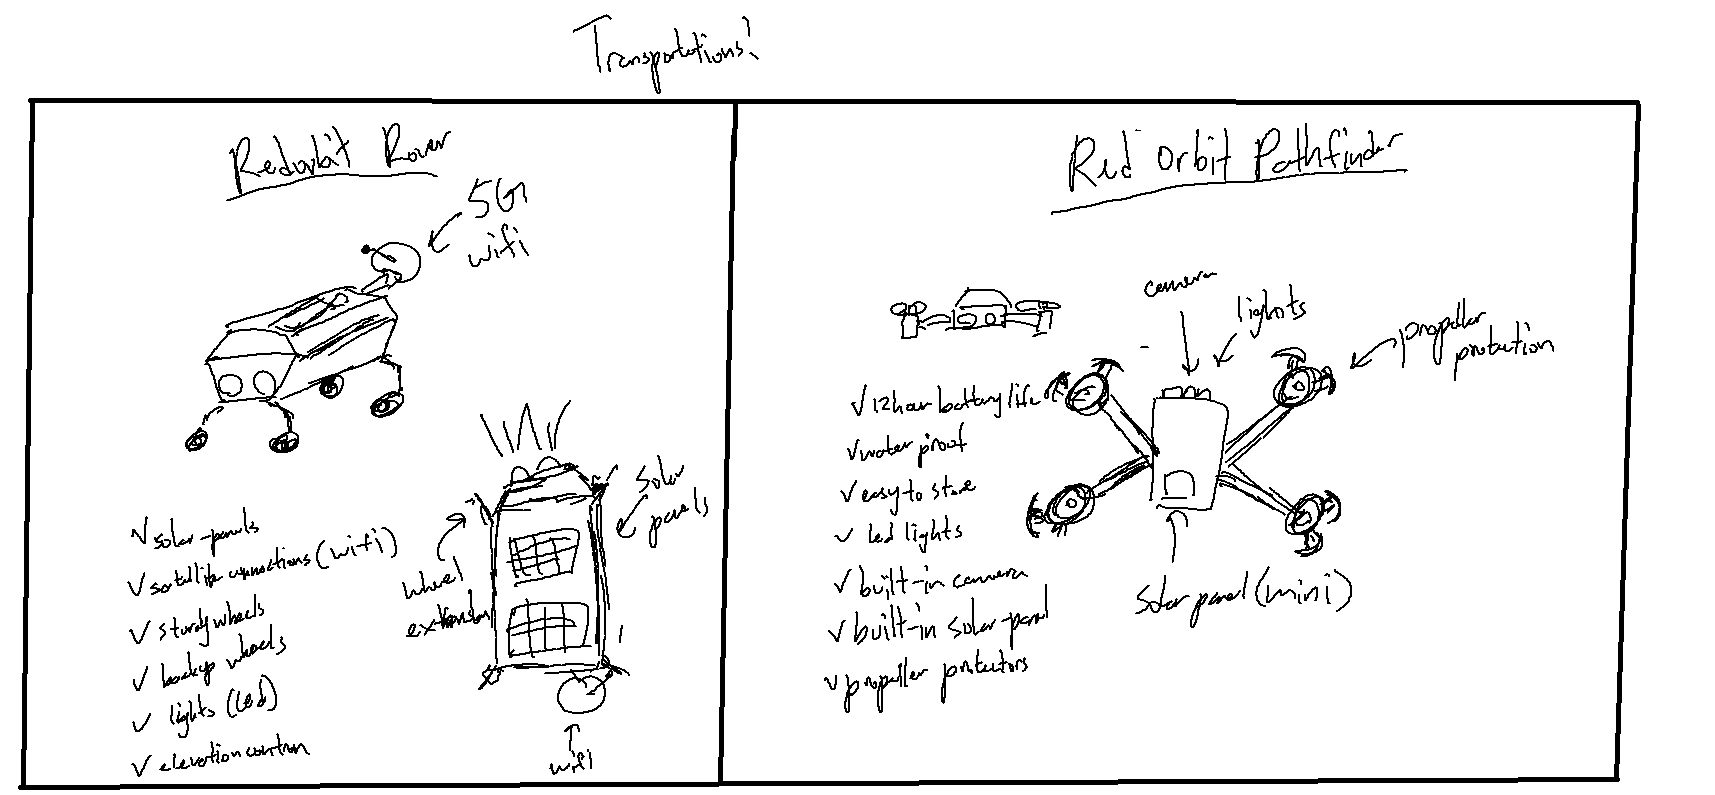 Transportations!
Redorbit Rover
5G
wifi
solar
panels
wheel
extension
✓ solar-panels
✓ satellite connections (wifi)
✓ sturdy wheels
✓ backup wheels
✓ lights (led)
✓ elevation control
wifi
Red Orbit Pathfinder
camera
lights
propeller
protection
✓ 12 hour battery life
✓ water proof
✓ easy to store
✓ led lights
✓ built-in camera
✓ built-in solar-panel
✓ propeller protectors
solar panel (mini)